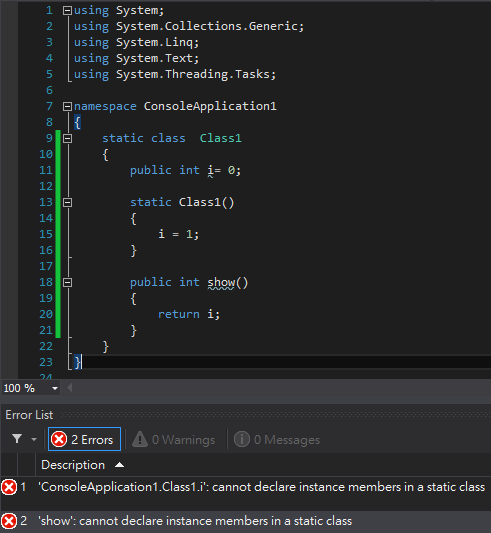 1 using System;
2 using System.Collections.Generic;
3 using System.Linq;
4 using System.Text;
5 using System.Threading.Tasks;
6
7 namespace ConsoleApplication1
8 {
9 static class  Class1
10 {
11 public int i= 0;
12
13 static Class1()
14 {
15 i = 1;
16 }
17
18 public int show()
19 {
20 return i;
21 }
22 }
23 }
24
100 %
Error List
2 Errors 0 Warnings 0 Messages
Description
1 'ConsoleApplication1.Class1.i': cannot declare instance members in a static class
2 'show': cannot declare instance members in a static class